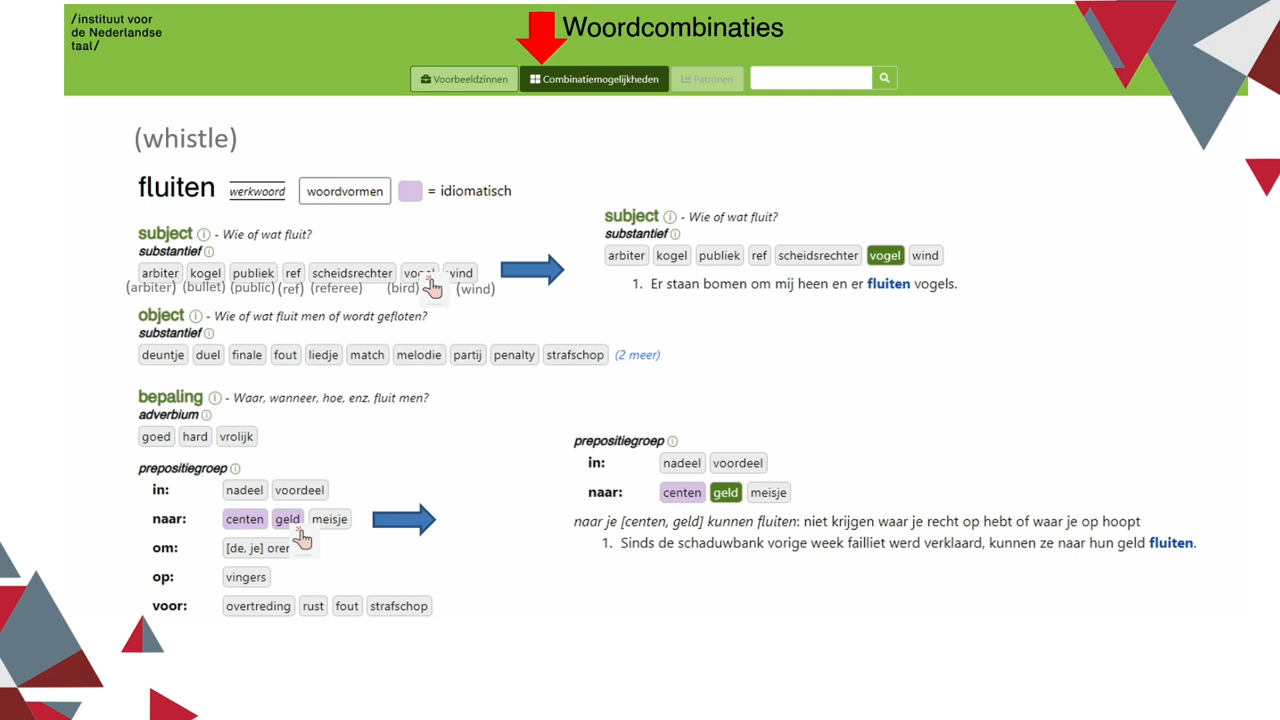 /instituut voor
de Nederlandse
taal/
Woordcombinaties
Voorbeeldzinnen Combinatiemogelijkheden Patronen
(whistle)
fluiten werkwoord woordvormen = idiomatisch
subject - Wie of wat fluit?
substantief
arbiter kogel publiek ref scheidsrechter vogel wind
(arbiter) (bullet) (public) (ref) (referee) (bird) (wind)
object - Wie of wat fluit men of wordt gefloten?
substantief
deuntje duel finale fout liedje match melodie partij penalty strafschop (2 meer)
bepaling - Waar, wanneer, hoe, enz. fluit men?
adverbium
goed hard vrolijk
prepositiegroep
in: nadeel voordeel
naar: centen geld meisje
om: [de, je] oren
op: vingers
voor: overtreding rust fout strafschop
subject - Wie of wat fluit?
substantief
arbiter kogel publiek ref scheidsrechter vogel wind
1. Er staan bomen om mij heen en er fluiten vogels.
prepositiegroep
in: nadeel voordeel
naar: centen geld meisje
naar je [centen, geld] kunnen fluiten: niet krijgen waar je recht op hebt of waar je op hoopt
1. Sinds de schaduwbank vorige week failliet werd verklaard, kunnen ze naar hun geld fluiten.